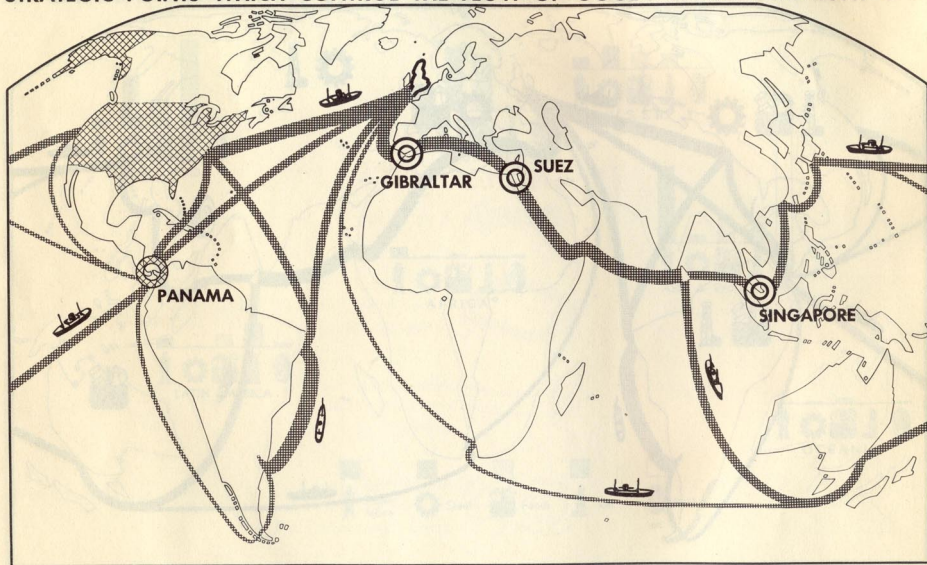 STRATEGIC POINTS WHICH CONTROL THE FLOW OF
GIBRALTAR
SUEZ
PANAMA
SINGAPORE